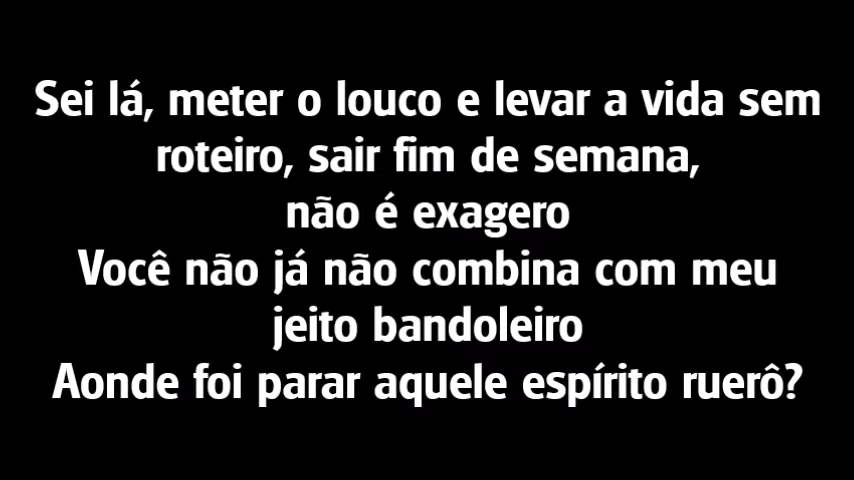 Sei lá, meter o louco e levar a vida sem
roteiro, sair fim de semana,
não é exagero
Você não já não combina com meu
jeito bandoleiro
Aonde foi parar aquele espírito ruerô?